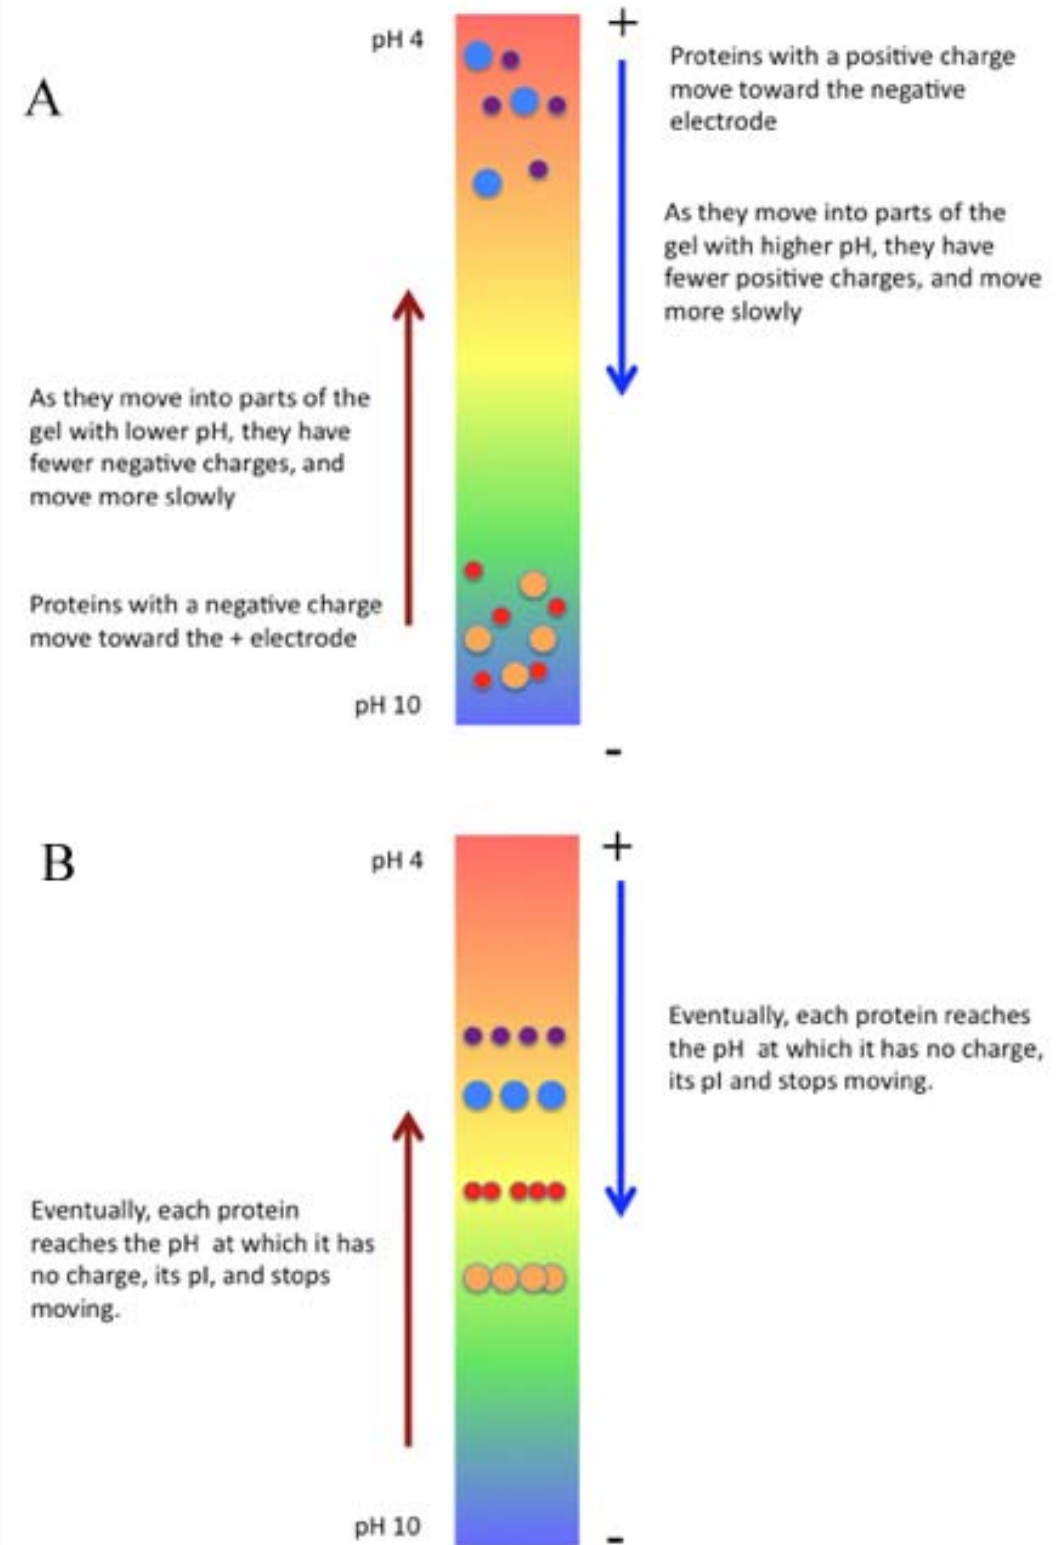 A
pH 4
+
Proteins with a positive charge
move toward the negative
electrode
As they move into parts of the
gel with higher pH, they have
fewer positive charges, and move
more slowly
As they move into parts of the
gel with lower pH, they have
fewer negative charges, and
move more slowly
Proteins with a negative charge
move toward the + electrode
pH 10
-
B
pH 4
+
Eventually, each protein reaches
the pH at which it has no charge,
its pI and stops moving.
Eventually, each protein
reaches the pH at which it has
no charge, its pI, and stops
moving.
pH 10
-